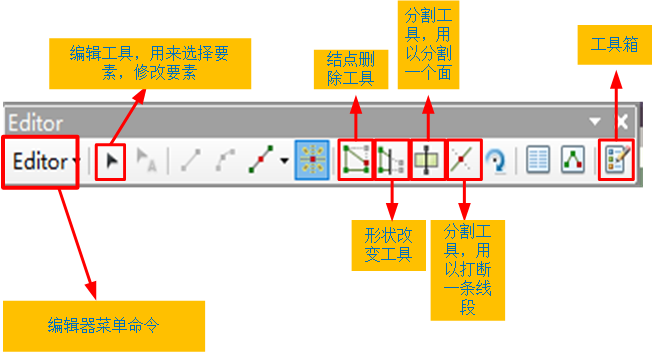 编辑工具，用来选择要
素，修改要素
结点删
除工具
分割工
具，用
以分割
一个面
工具箱
Editor
Editor
A
形状改
变工具
分割工
具，用
以打断
一条线
段
编辑器菜单命令